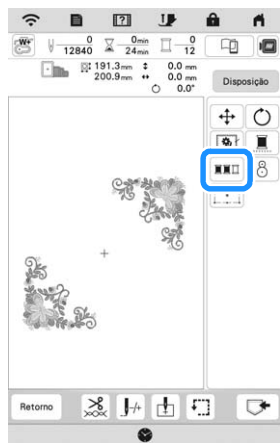 W+ 0 0min 0
12840 24min 12
191.3mm 0.0 mm
200.9mm 0.0 mm
0.0°
Disposição
Retorno